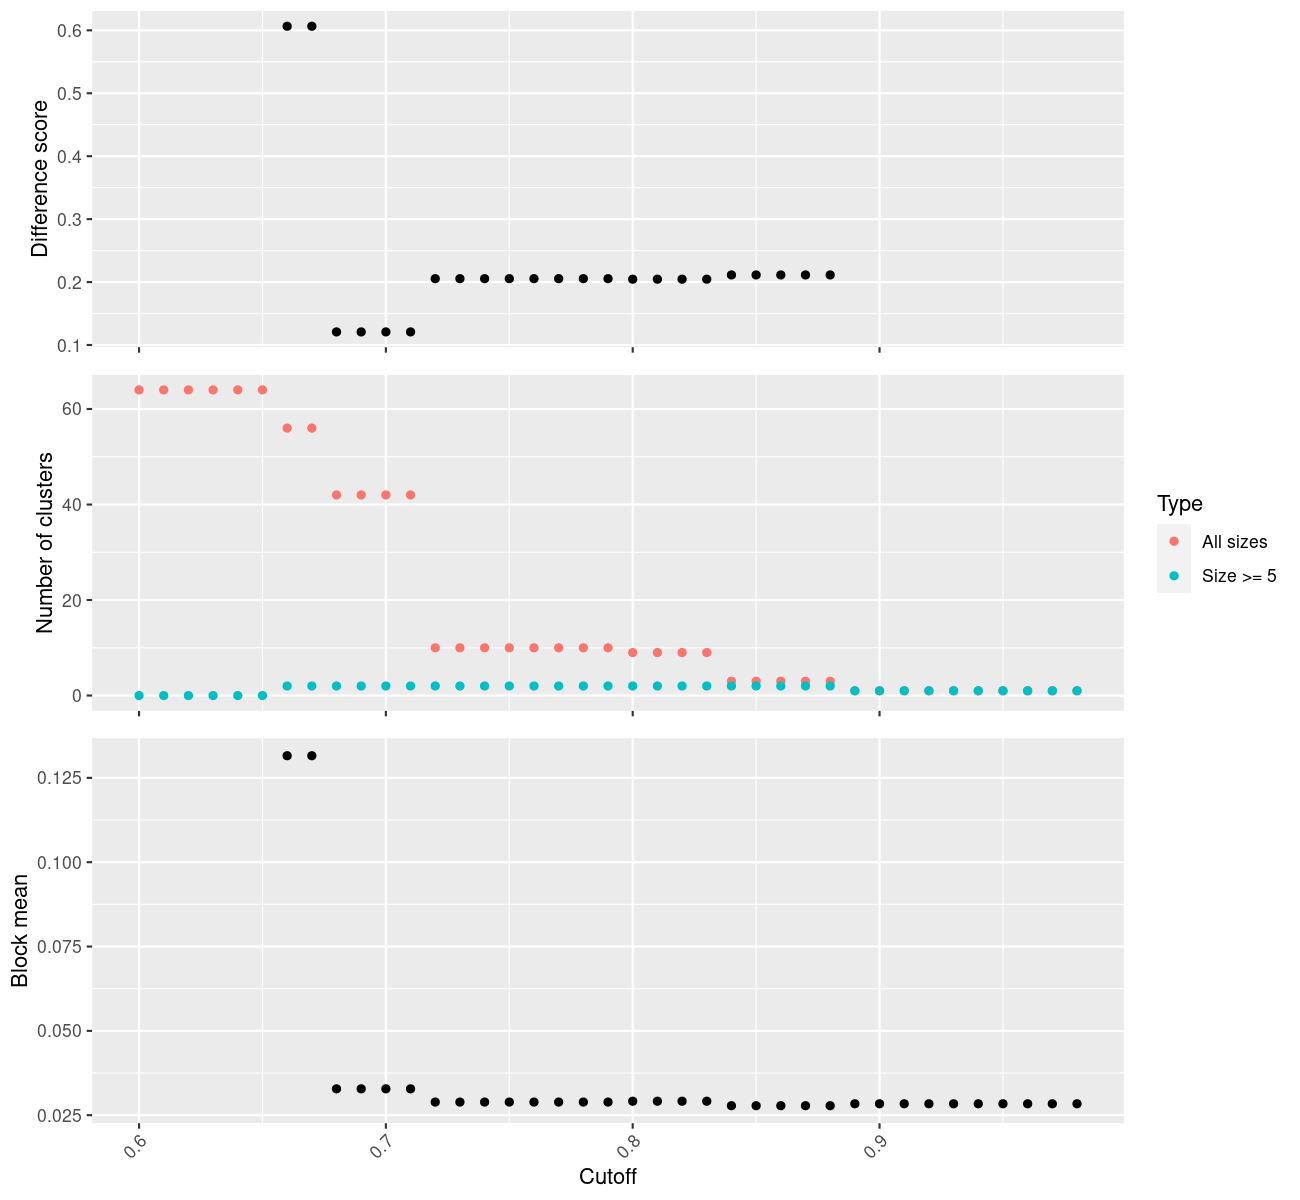 Difference score
0.6
0.5
0.4
0.3
0.2
0.1
Number of clusters
60
40
20
0
Type
All sizes
Size >= 5
Block mean
0.125
0.100
0.075
0.050
0.025
0.6
0.7
0.8
0.9
Cutoff